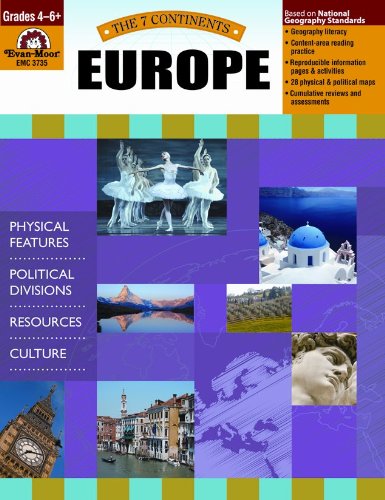 Grades 4–6+
Evan-Moor®
EMC 3735
THE 7 CONTINENTS
EUROPE
Based on National
Geography Standards
• Geography literacy
• Content-area reading
practice
• Reproducible information
pages & activities
• 28 physical & political maps
• Cumulative reviews and
assessments
PHYSICAL
FEATURES
POLITICAL
DIVISIONS
RESOURCES
CULTURE